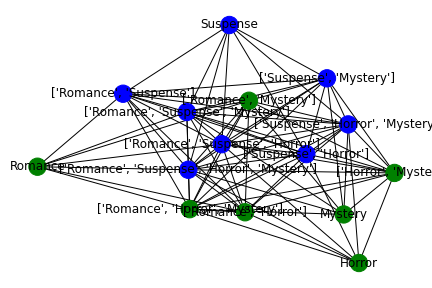 Suspense
['Suspense', 'Mystery']
['Romance', 'Suspense']
['Romance', 'Mystery']
['Romance', 'Suspense', 'Mystery']
['Suspense', 'Horror', 'Myster
['Romance', 'Suspense', 'Horror']
['Suspense', 'Horror']
Romance
['Romance', 'Suspense', 'Horror', 'Mystery']
['Horror', 'Myste
['Romance', 'Horror', 'Mystery']
['Romance', 'Horror']
Mystery
Horror